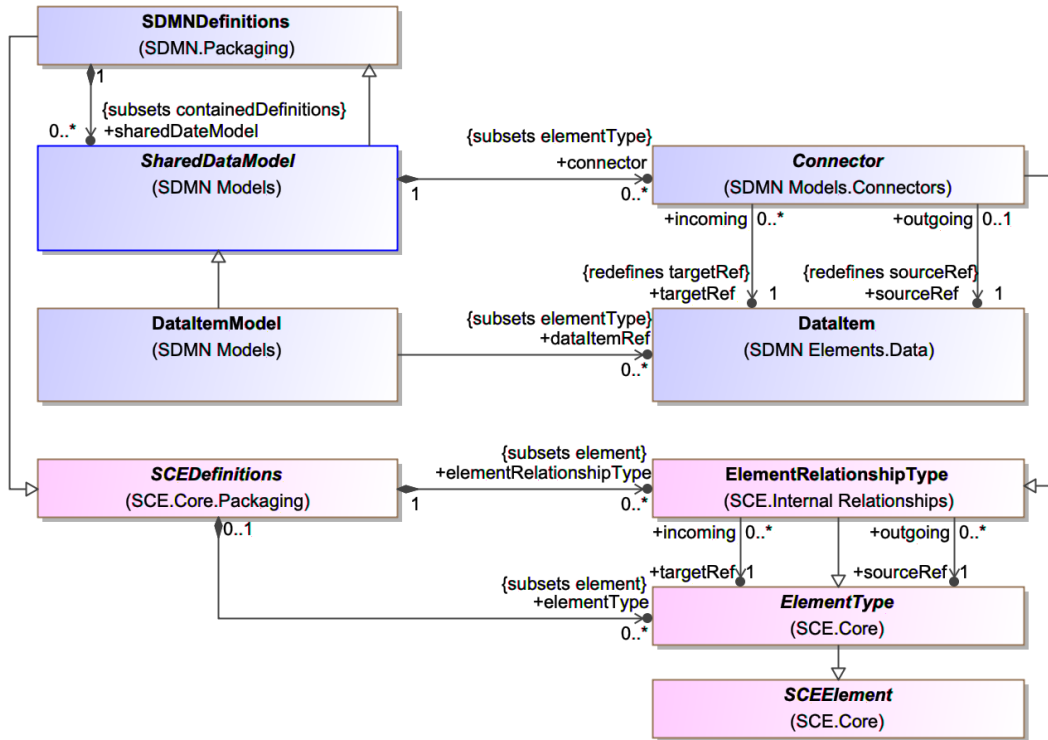 SDMNDefinitions
(SDMN.Packaging)
1
{subsets containedDefinitions}
0..* +sharedDateModel
SharedDataModel
(SDMN Models)
1
{subsets elementType}
+connector
0..*
Connector
(SDMN Models.Connectors)
+incoming 0..*
+outgoing 0..1
{redefines targetRef}
+targetRef 1
{redefines sourceRef}
+sourceRef 1
DataItemModel
(SDMN Models)
{subsets elementType}
+dataItemRef
0..*
DataItem
(SDMN Elements.Data)
SCEDefinitions
(SCE.Core.Packaging)
0..1
1
{subsets element}
+elementRelationshipType
0..*
ElementRelationshipType
(SCE.Internal Relationships)
+incoming 0..*
+outgoing 0..*
+targetRef 1
+sourceRef 1
{subsets element}
+elementType
0..*
ElementType
(SCE.Core)
SCEElement
(SCE.Core)